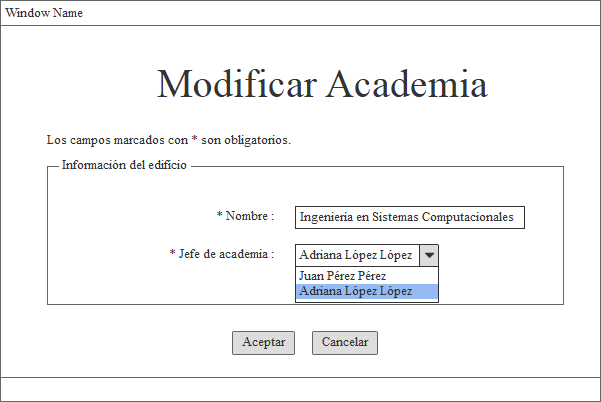 Window Name
Modificar Academia
Los campos marcados con * son obligatorios.
Información del edificio
* Nombre : Ingeniería en Sistemas Computacionales
* Jefe de academia : Adriana López López
Juan Pérez Pérez
Adriana López López
Aceptar Cancelar